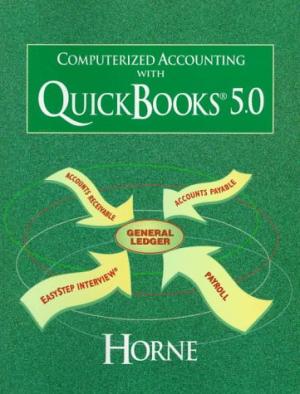 COMPUTERIZED ACCOUNTING
WITH
QUICKBOOKS® 5.0
ACCOUNTS RECEIVABLE
ACCOUNTS PAYABLE
GENERAL
LEDGER
EASYSTEP INTERVIEW®
PAYROLL
HORNE